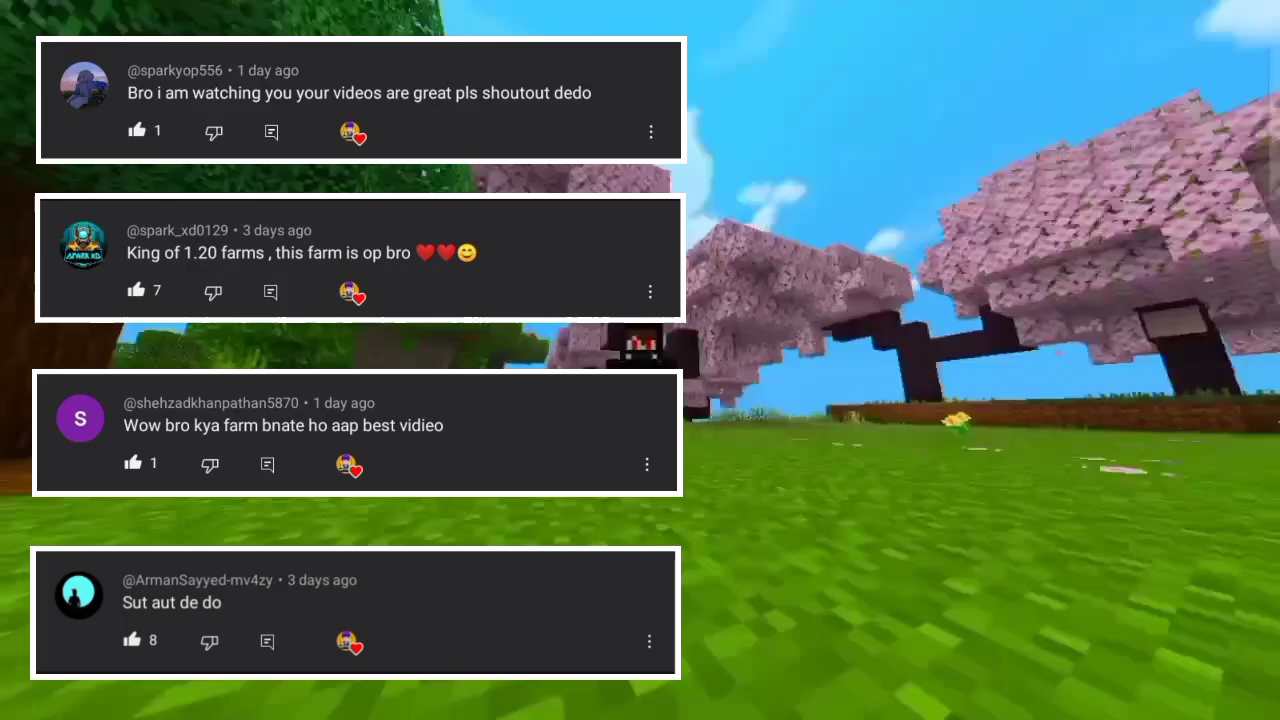 @sparkyop556 • 1 day ago
Bro i am watching you your videos are great pls shoutout dedo
1
@spark_xd0129 • 3 days ago
King of 1.20 farms , this farm is op bro ❤️❤️😊
7
@shehzadkhanpathan5870 • 1 day ago
Wow bro kya farm bnate ho aap best vidieo
1
S
@ArmanSayyed-mv4zy • 3 days ago
Sut aut de do
8